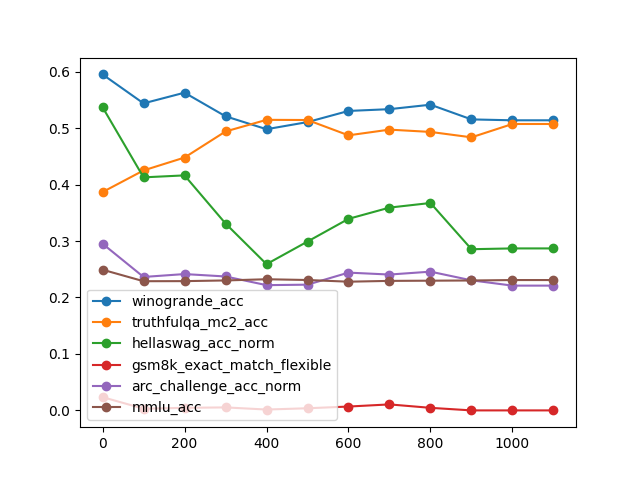 0.6
0.5
0.4
0.3
0.2
0.1
0.0
winogrande_acc
truthfulqa_mc2_acc
hellaswag_acc_norm
gsm8k_exact_match_flexible
arc_challenge_acc_norm
mmlu_acc
0 200 400 600 800 1000